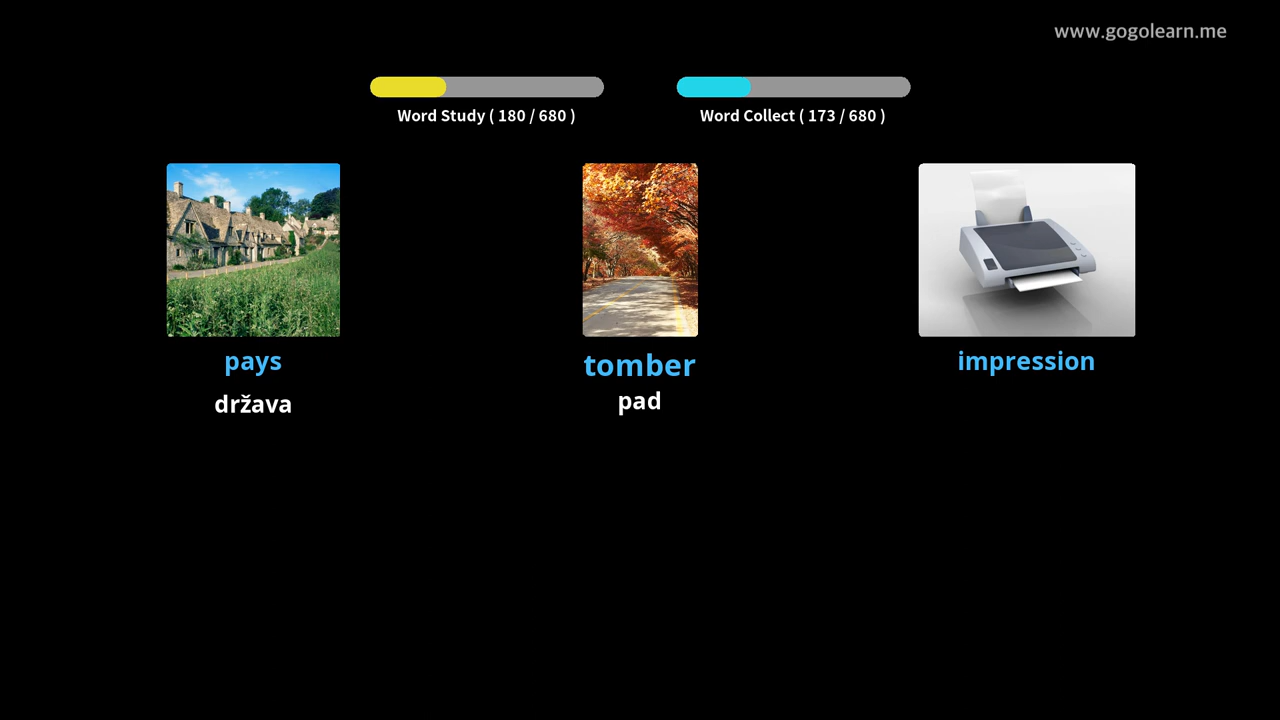 www.gogolearn.me
Word Study ( 180 / 680 )
Word Collect ( 173 / 680 )
pays
tomber
impression
država
pad